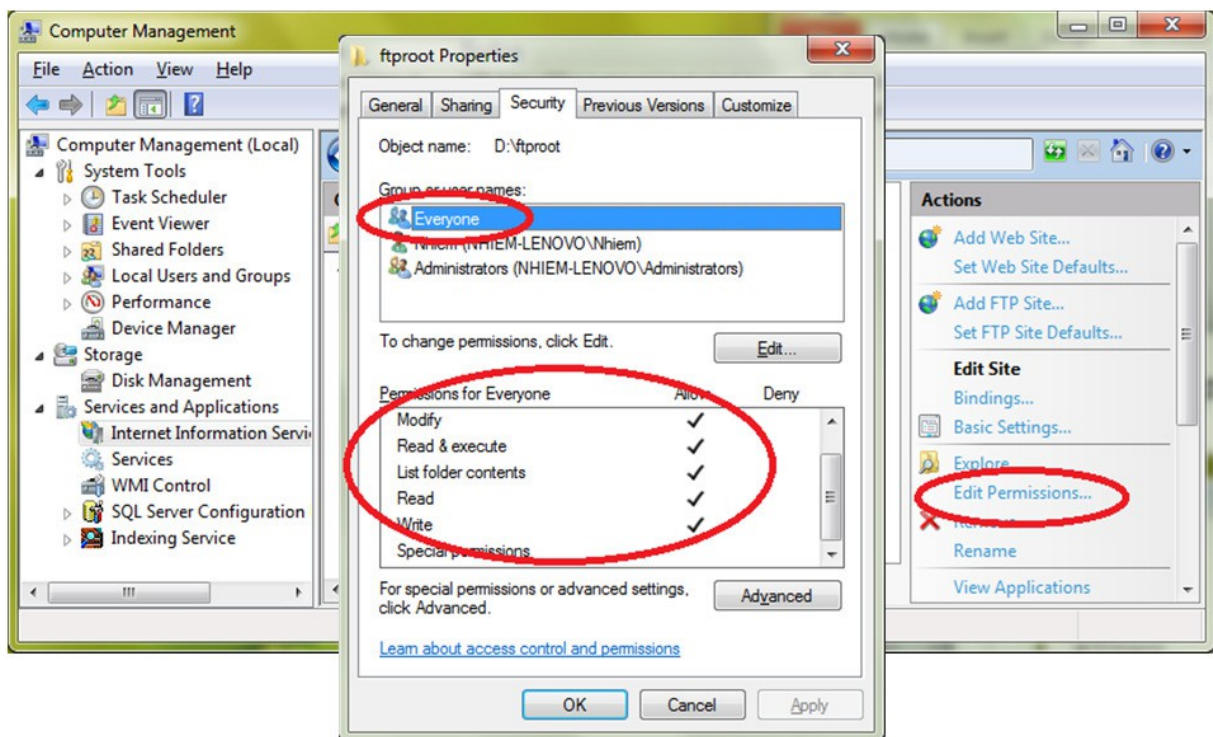 Computer Management
File Action View Help
Computer Management (Local)
System Tools
Task Scheduler
Event Viewer
Shared Folders
Local Users and Groups
Performance
Device Manager
Storage
Disk Management
Services and Applications
Internet Information Servi
Services
WMI Control
SQL Server Configuration
Indexing Service
ftproot Properties
General Sharing Security Previous Versions Customize
Object name: D:\ftproot
Group or user names:
Everyone
Nhiem (NHIEM-LENOVO\Nhiem)
Administrators (NHIEM-LENOVO\Administrators)
To change permissions, click Edit.
Edit...
Permissions for Everyone Allow Deny
Modify
Read & execute
List folder contents
Read
Write
Special permissions
For special permissions or advanced settings,
click Advanced.
Advanced
Learn about access control and permissions
OK Cancel Apply
Actions
Add Web Site...
Set Web Site Defaults...
Add FTP Site...
Set FTP Site Defaults...
Edit Site
Bindings...
Basic Settings...
Explore
Edit Permissions...
Rename
View Applications